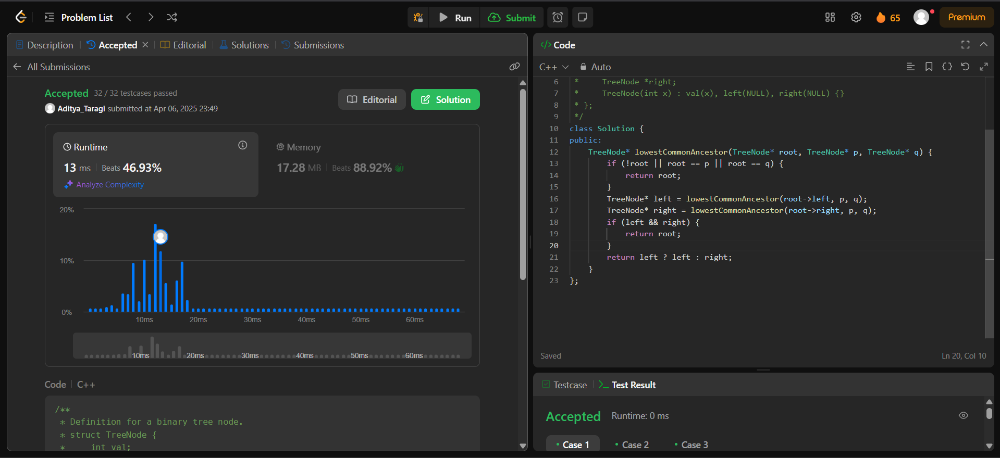 Problem List
Run
Submit
65
Premium
Description
Accepted
Editorial
Solutions
Submissions
All Submissions
Accepted 32 / 32 testcases passed
Aditya_Taragi submitted at Apr 06, 2025 23:49
Editorial
Solution
Runtime
13 ms Beats 46.93%
Analyze Complexity
Memory
17.28 MB Beats 88.92%
20%
10%
0%
10ms 20ms 30ms 40ms 50ms 60ms
10ms 20ms 30ms 40ms 50ms 60ms
Code C++
/**
* Definition for a binary tree node.
* struct TreeNode {
*     int val;
</> Code
C++ Auto
6 *     TreeNode *right;
7 *     TreeNode(int x) : val(x), left(NULL), right(NULL) {}
8 * };
9 */
10 class Solution {
11 public:
12     TreeNode* lowestCommonAncestor(TreeNode* root, TreeNode* p, TreeNode* q) {
13         if (!root || root == p || root == q) {
14             return root;
15         }
16         TreeNode* left = lowestCommonAncestor(root->left, p, q);
17         TreeNode* right = lowestCommonAncestor(root->right, p, q);
18         if (left && right) {
19             return root;
20         }
21         return left ? left : right;
22     }
23 };
Saved
Ln 20, Col 10
Testcase
Test Result
Accepted Runtime: 0 ms
Case 1
Case 2
Case 3